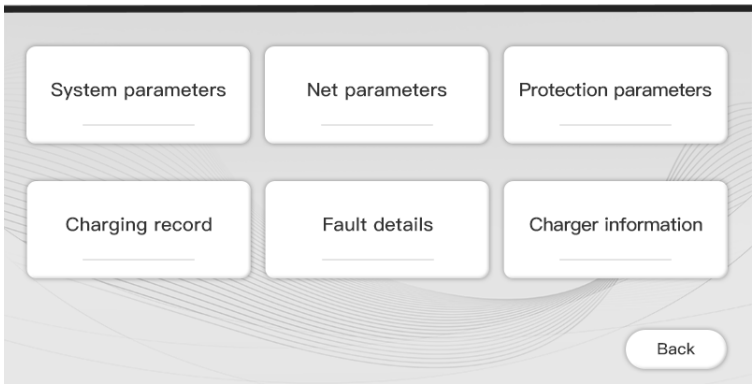 System parameters
Net parameters
Protection parameters
Charging record
Fault details
Charger information
Back